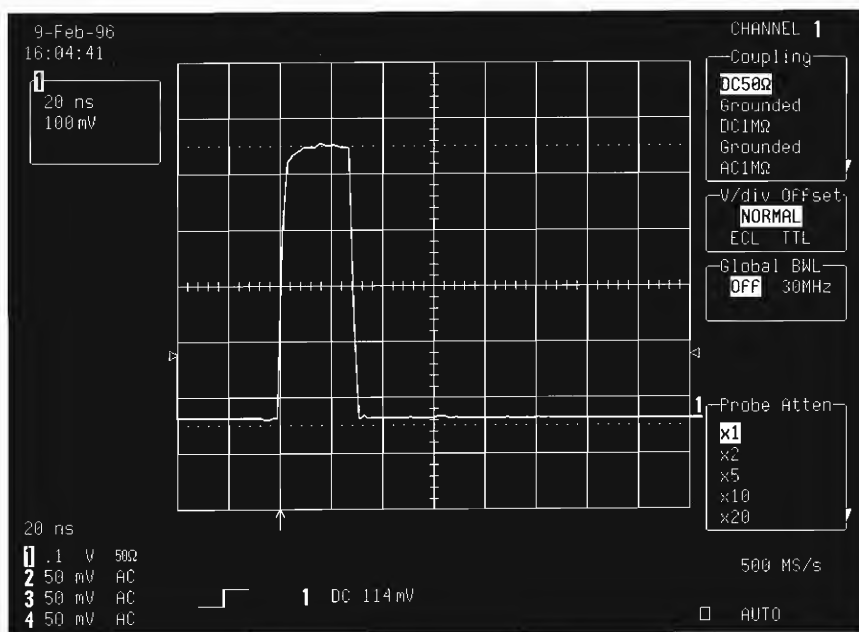 9-Feb-96
16:04:41
1
20 ns
100 mV
CHANNEL 1
Coupling
DC50Ω
Grounded
DC1MΩ
Grounded
AC1MΩ
V/div Offset
NORMAL
ECL TTL
Global BWL
Off 30MHz
1
Probe Atten
x1
x2
x5
x10
x20
20 ns
1 .1 V 50Ω
2 50 mV AC
3 50 mV AC
4 50 mV AC
1 DC 114mV
500 MS/s
AUTO